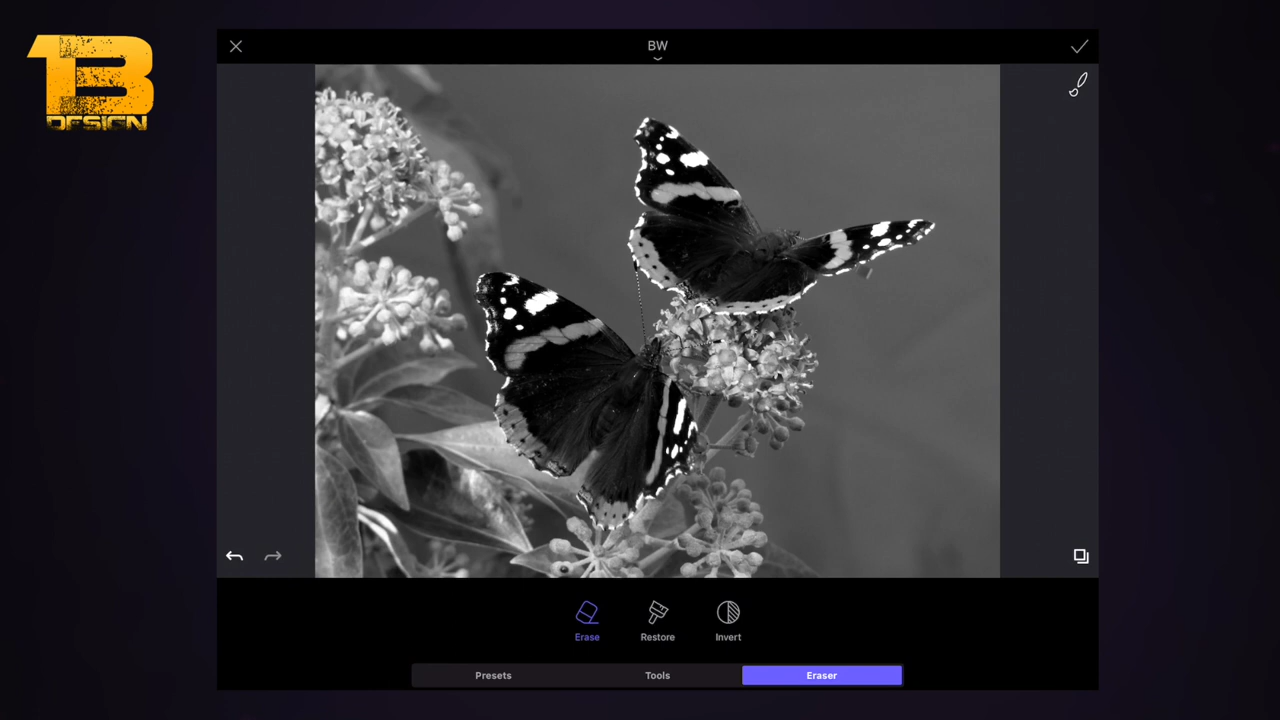 13
DESIGN
BW
Erase
Restore
Invert
Presets
Tools
Eraser